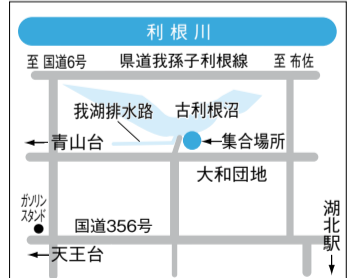 利根川
至 国道6号
県道我孫子利根線
至 布佐
我湖排水路
古利根沼
←青山台
←集合場所
大和団地
ガソリン
スタンド
国道356号
湖北駅↓
←天王台